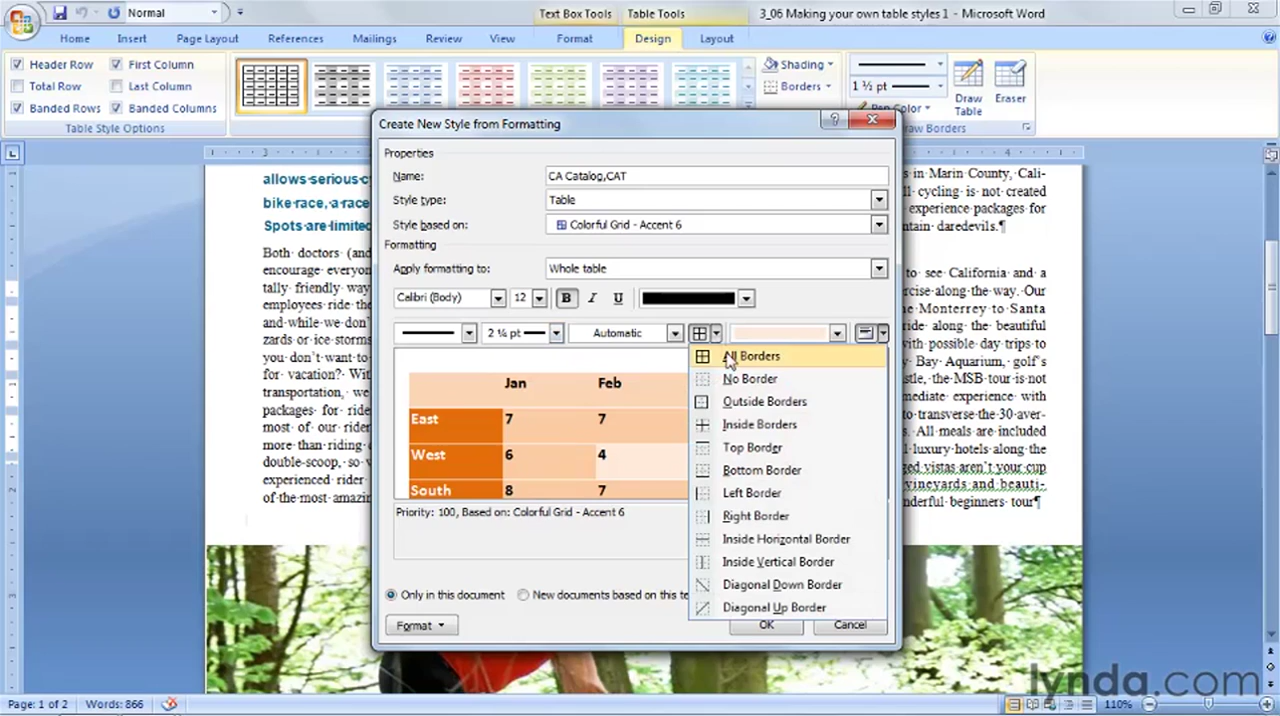 Normal
Text Box Tools
Table Tools
3_06 Making your own table styles 1 - Microsoft Word
Home
Insert
Page Layout
References
Mailings
Review
View
Format
Design
Layout
Header Row
First Column
Total Row
Last Column
Banded Rows
Banded Columns
Table Style Options
Shading
Borders
1 ½ pt
Pen Color
Draw Table
Eraser
raw Borders
Create New Style from Formatting
Properties
Name:
CA Catalog,CAT
Style type:
Table
Style based on:
Colorful Grid - Accent 6
Formatting
Apply formatting to:
Whole table
Calibri (Body)
12
B
I
U
2 ¼ pt
Automatic
Jan
Feb
East
7
7
West
6
4
South
8
7
Priority: 100, Based on: Colorful Grid - Accent 6
Only in this document
New documents based on this te
Format
OK
Cancel
All Borders
No Border
Outside Borders
Inside Borders
Top Border
Bottom Border
Left Border
Right Border
Inside Horizontal Border
Inside Vertical Border
Diagonal Down Border
Diagonal Up Border
allows serious c
bike race, a race
Spots are limited
Both doctors (and
encourage everyon
tally friendly way
employees ride the
and while we don'
zards or ice storms
you don't want to
for vacation? With
transportation, we
packages for rider
most of our rider
more than riding
double-scoop, so
experienced rider
of the most amazin
s in Marin County, Cali-
l cycling is not created
experience packages for
ntain daredevils.¶
to see California and a
rcise along the way. Our
he Monterrey to Santa
ride along the beautiful
with possible day trips to
Bay Aquarium, golf's
stle, the MSB tour is not
mediate experience with
to transverse the 30 aver-
s. All meals are included
luxury hotels along the
ged vistas aren't your cup
vineyards and beauti-
nderful beginners tour¶
Page: 1 of 2
Words: 866
110%
lynda.com